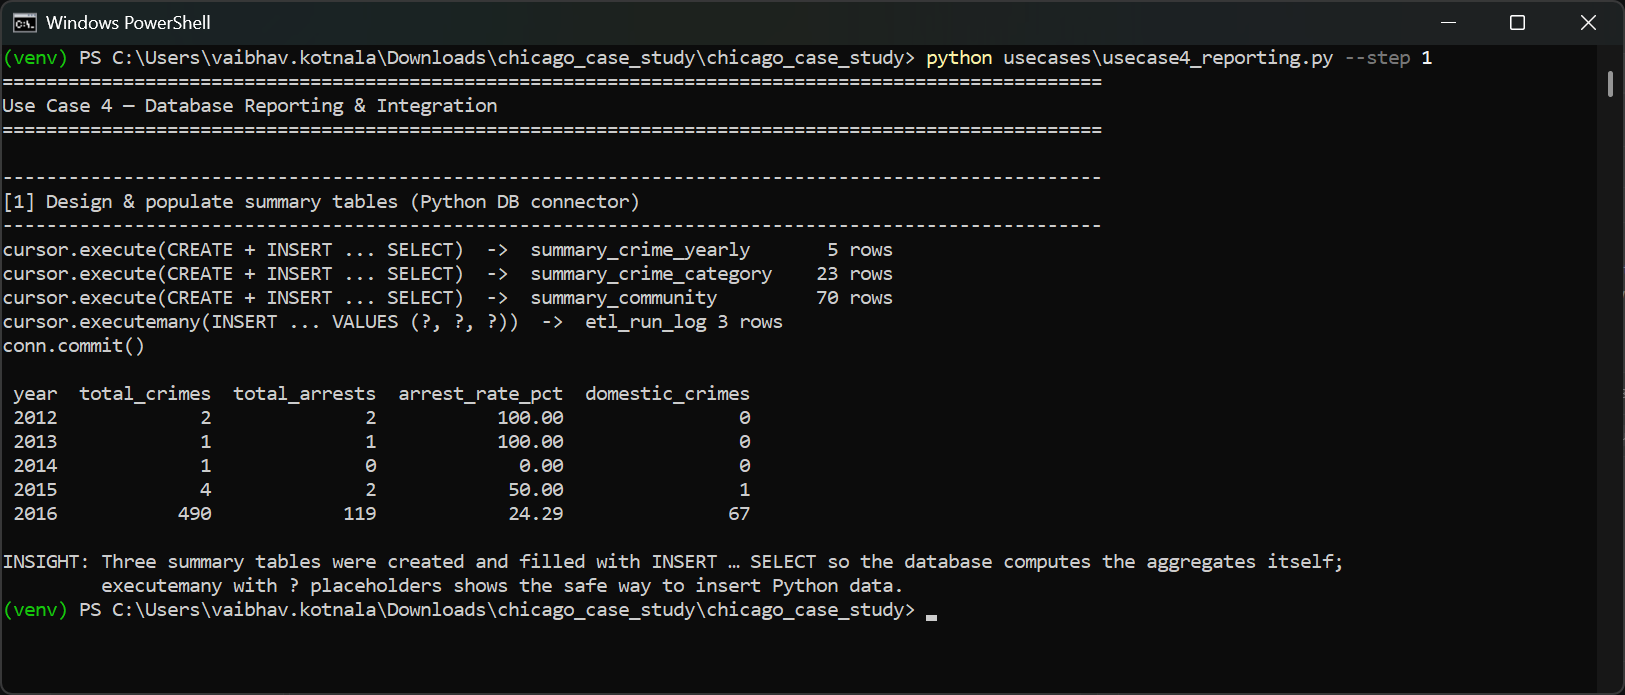 Windows PowerShell
(venv) PS C:\Users\vaibhav.kotnala\Downloads\chicago_case_study\chicago_case_study> python usecases\usecase4_reporting.py --step 1
====================================================================================================
Use Case 4 — Database Reporting & Integration
====================================================================================================
----------------------------------------------------------------------------------------------------
[1] Design & populate summary tables (Python DB connector)
----------------------------------------------------------------------------------------------------
cursor.execute(CREATE + INSERT ... SELECT)  ->  summary_crime_yearly       5 rows
cursor.execute(CREATE + INSERT ... SELECT)  ->  summary_crime_category    23 rows
cursor.execute(CREATE + INSERT ... SELECT)  ->  summary_community         70 rows
cursor.executemany(INSERT ... VALUES (?, ?, ?))  ->  etl_run_log 3 rows
conn.commit()
 year  total_crimes  total_arrests  arrest_rate_pct  domestic_crimes
 2012             2              2           100.00                0
 2013             1              1           100.00                0
 2014             1              0             0.00                0
 2015             4              2            50.00                1
 2016           490            119            24.29               67
INSIGHT: Three summary tables were created and filled with INSERT … SELECT so the database computes the aggregates itself;
         executemany with ? placeholders shows the safe way to insert Python data.
(venv) PS C:\Users\vaibhav.kotnala\Downloads\chicago_case_study\chicago_case_study>